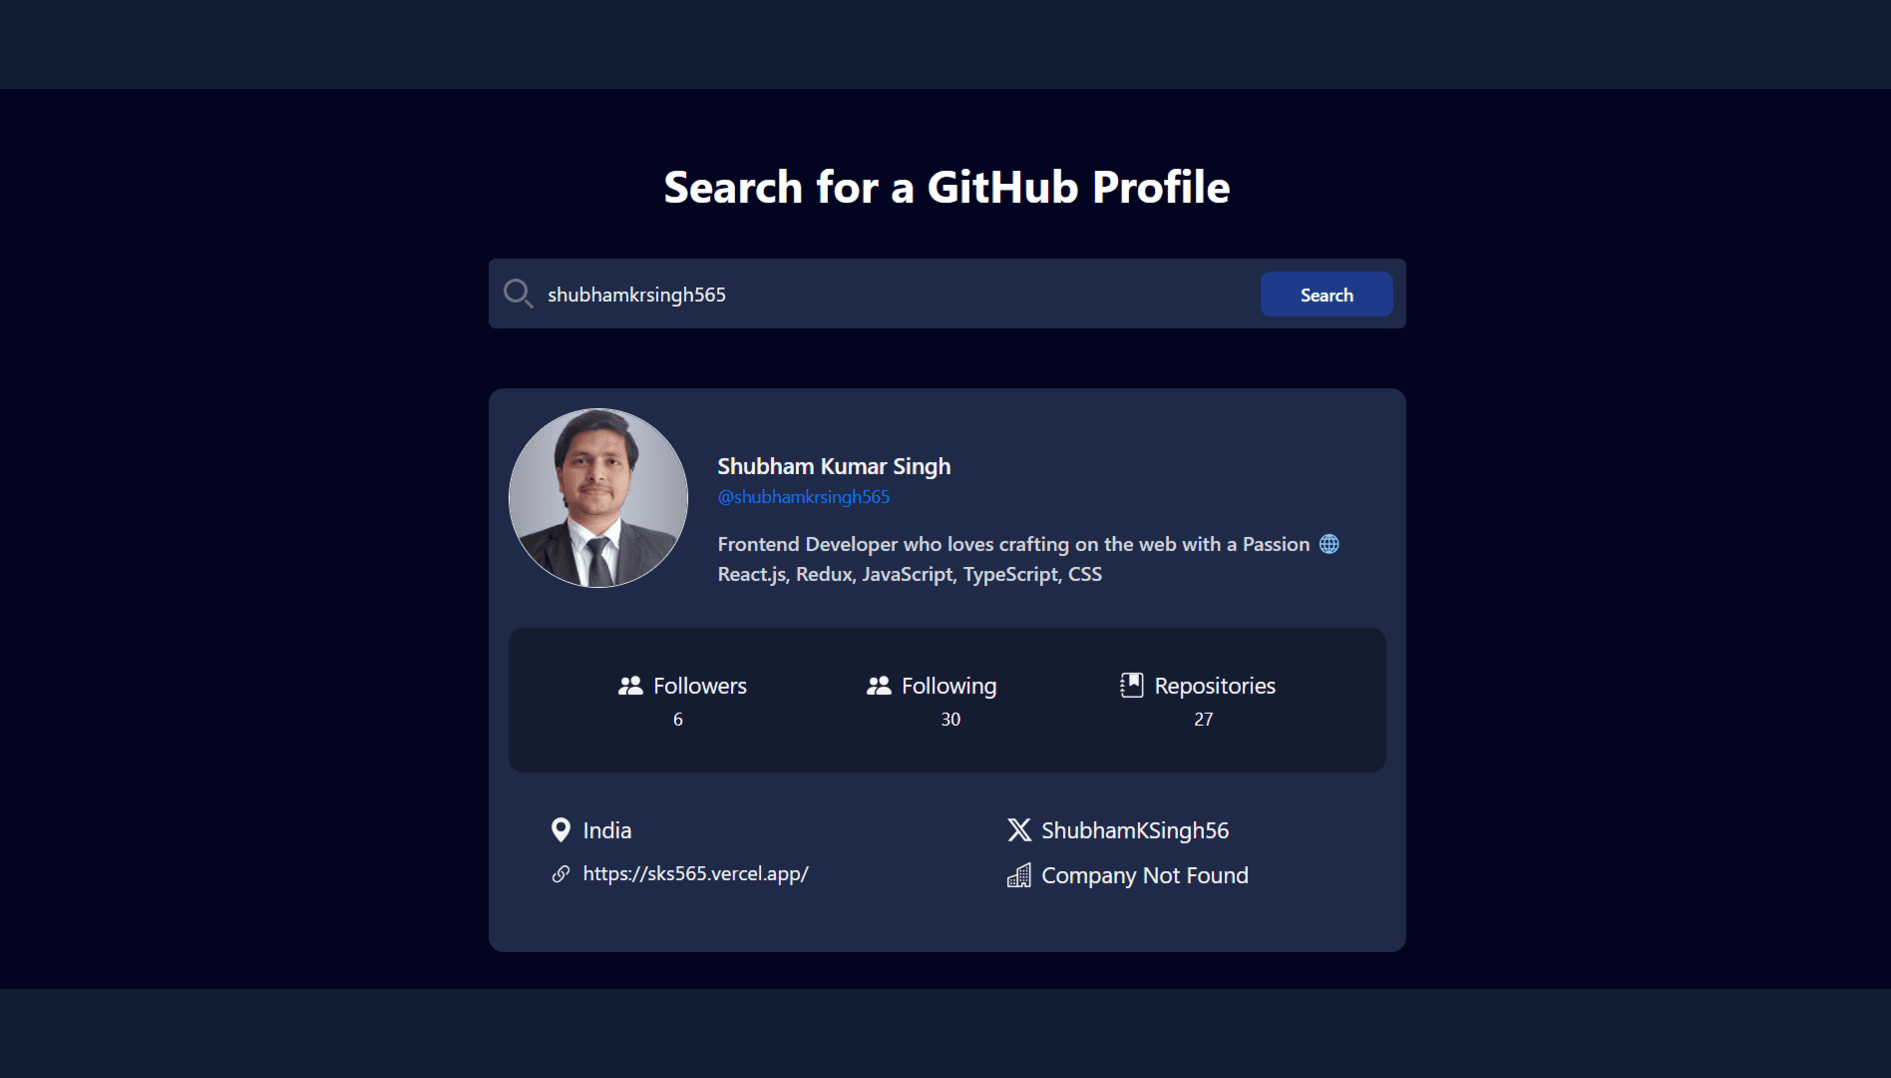 Search for a GitHub Profile
shubhamkrsingh565
Search
Shubham Kumar Singh
@shubhamkrsingh565
Frontend Developer who loves crafting on the web with a Passion 🌐
React.js, Redux, JavaScript, TypeScript, CSS
Followers
6
Following
30
Repositories
27
India
https://sks565.vercel.app/
ShubhamKSingh56
Company Not Found